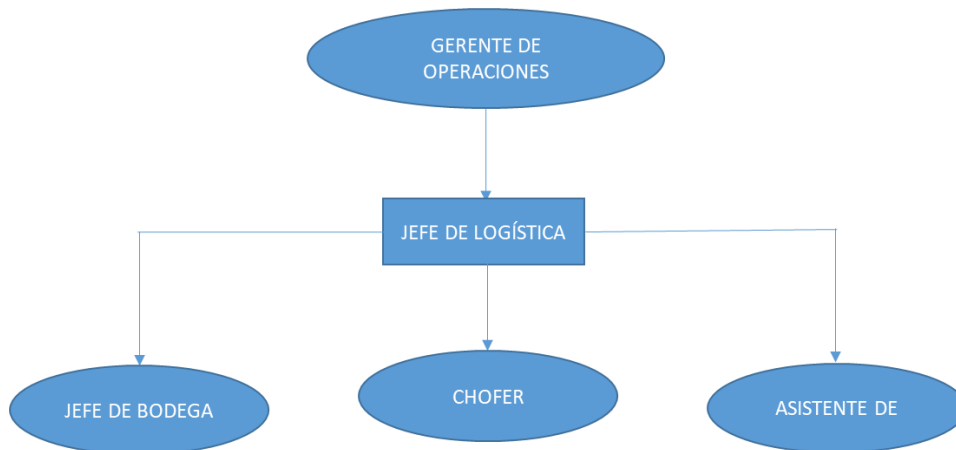 GERENTE DE
OPERACIONES
JEFE DE LOGÍSTICA
JEFE DE BODEGA
CHOFER
ASISTENTE DE